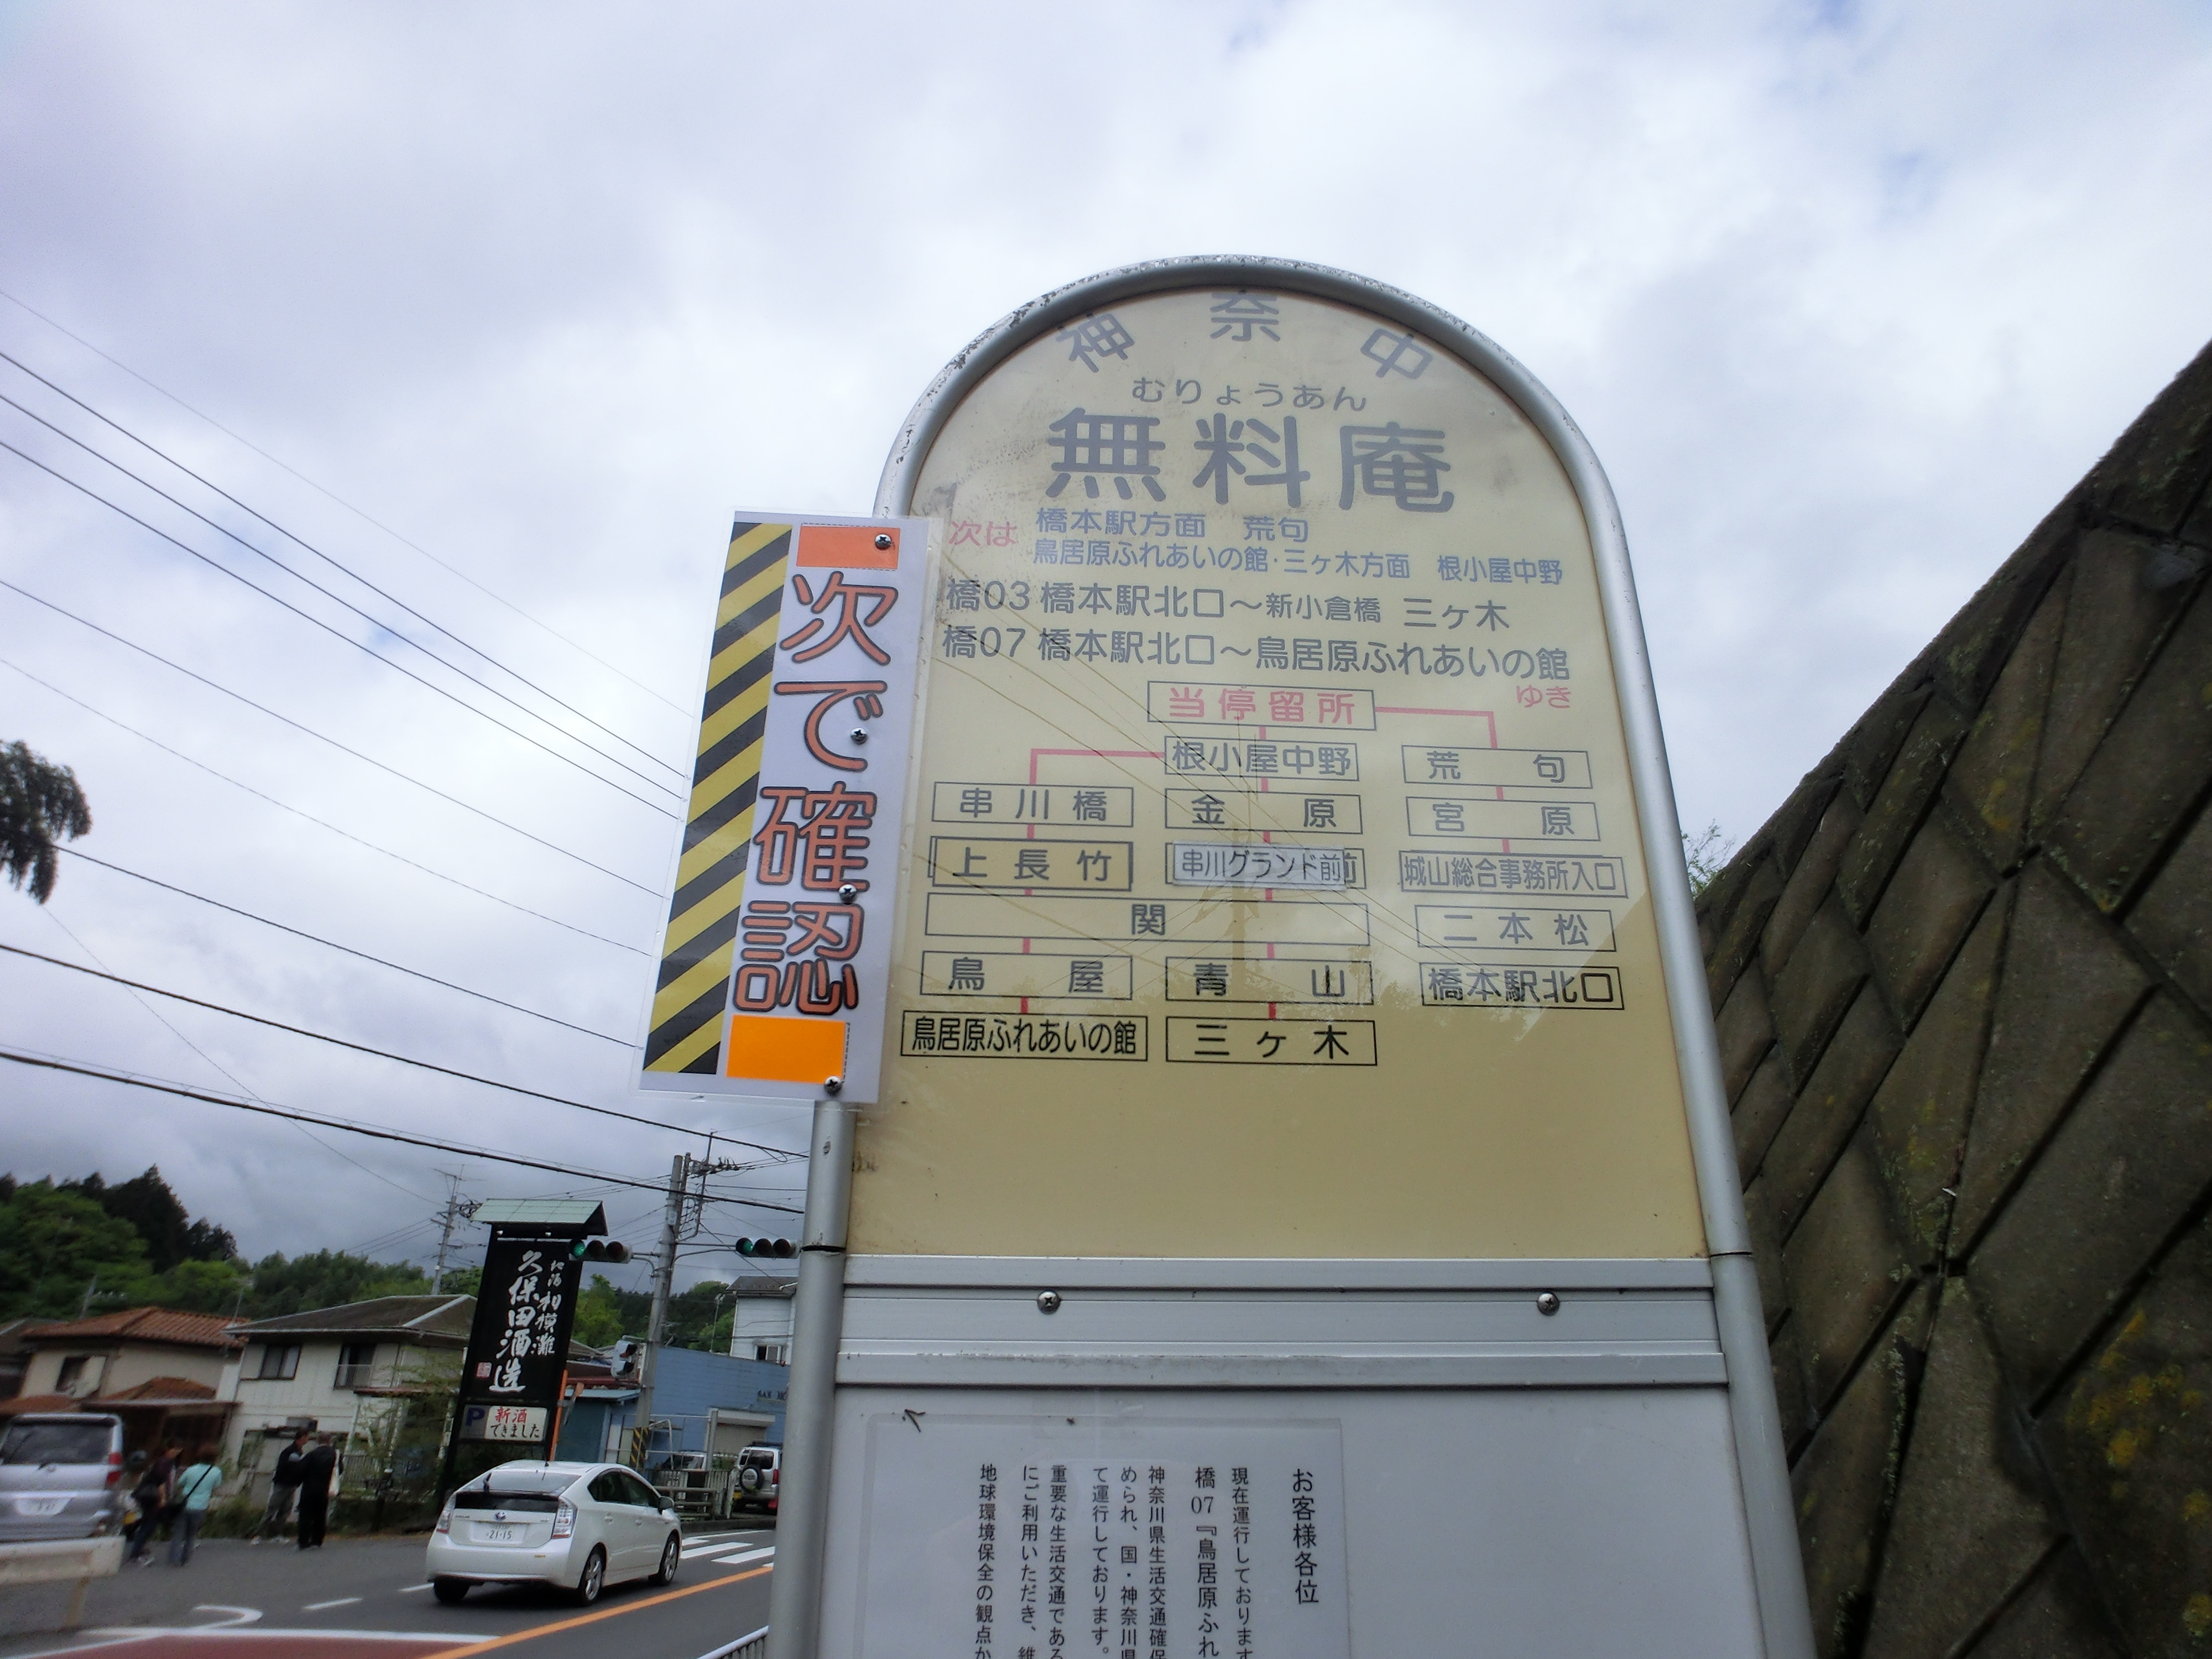 神奈中
むりょうあん
無料庵
次は 橋本駅方面 荒句
鳥居原ふれあいの館・三ヶ木方面 根小屋中野
橋03 橋本駅北口～新小倉橋 三ヶ木
橋07 橋本駅北口～鳥居原ふれあいの館
ゆき
当停留所
根小屋中野
荒句
串川橋
金原
宮原
上長竹
串川グランド前
城山総合事務所入口
関
二本松
鳥屋
青山
橋本駅北口
鳥居原ふれあいの館
三ヶ木
次で確認
お客様各位
現在運行しております
橋07『鳥居原ふれ
神奈川県生活交通確保
められ、国・神奈川県
て運行しております。
重要な生活交通である
にご利用いただき、維
地球環境保全の観点か
地酒 相模灘
久保田酒造
P
新酒
できました
21-15